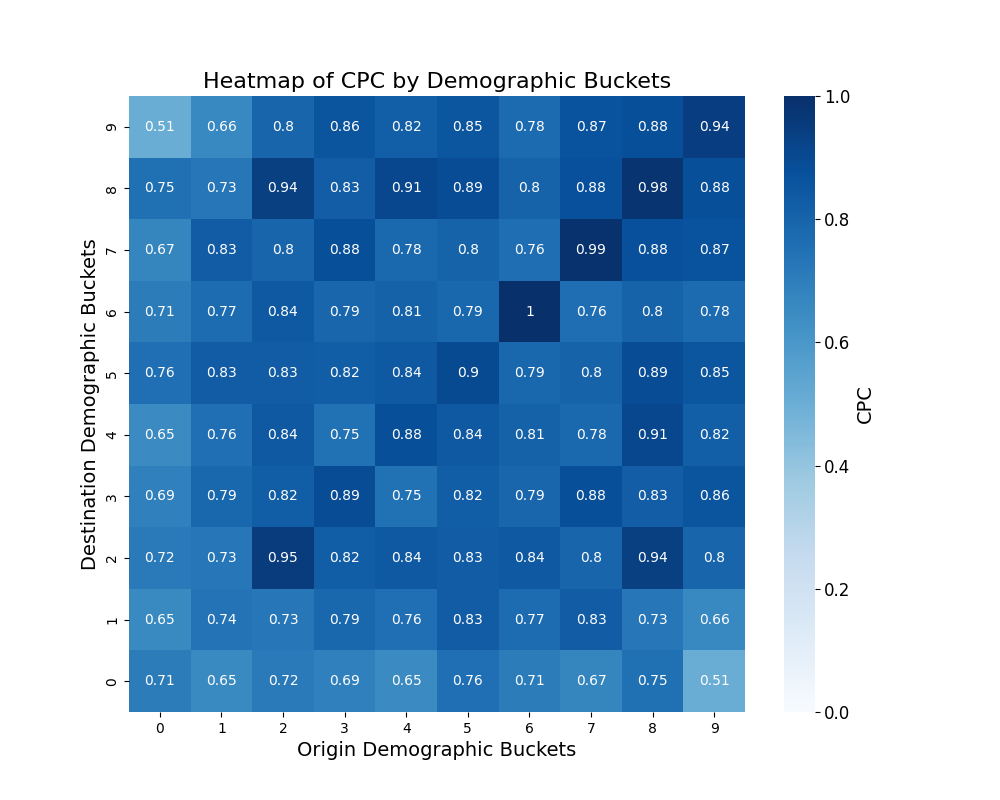 Heatmap of CPC by Demographic Buckets
9 0.51 0.66 0.8 0.86 0.82 0.85 0.78 0.87 0.88 0.94
8 0.75 0.73 0.94 0.83 0.91 0.89 0.8 0.88 0.98 0.88
7 0.67 0.83 0.8 0.88 0.78 0.8 0.76 0.99 0.88 0.87
6 0.71 0.77 0.84 0.79 0.81 0.79 1 0.76 0.8 0.78
5 0.76 0.83 0.83 0.82 0.84 0.9 0.79 0.8 0.89 0.85
4 0.65 0.76 0.84 0.75 0.88 0.84 0.81 0.78 0.91 0.82
3 0.69 0.79 0.82 0.89 0.75 0.82 0.79 0.88 0.83 0.86
2 0.72 0.73 0.95 0.82 0.84 0.83 0.84 0.8 0.94 0.8
1 0.65 0.74 0.73 0.79 0.76 0.83 0.77 0.83 0.73 0.66
0 0.71 0.65 0.72 0.69 0.65 0.76 0.71 0.67 0.75 0.51
0 1 2 3 4 5 6 7 8 9
Origin Demographic Buckets
Destination Demographic Buckets
1.0
0.8
0.6
0.4
0.2
0.0
CPC